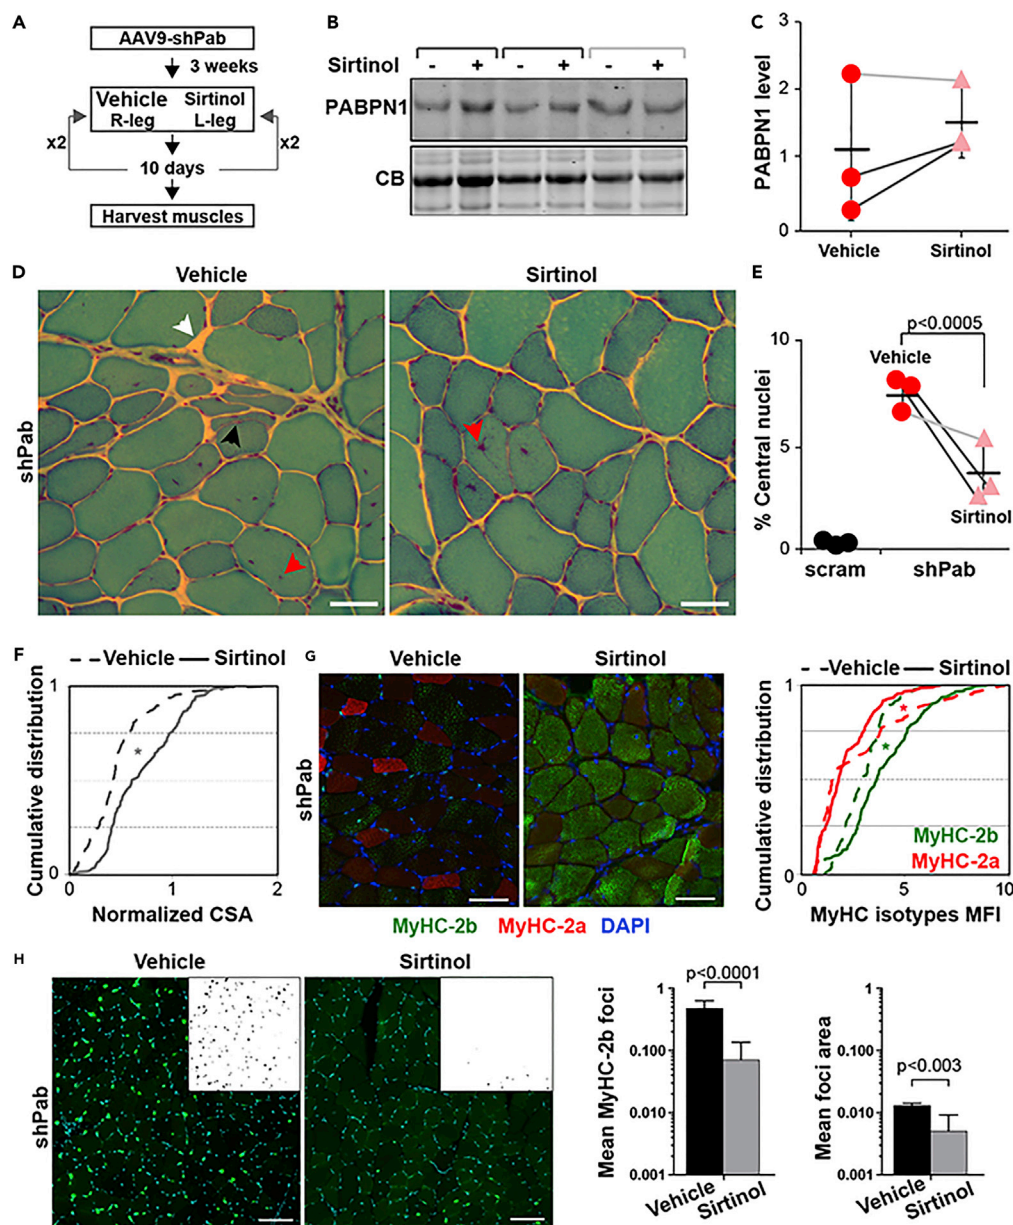 A
AAV9-shPab
3 weeks
Vehicle Sirtinol
R-leg L-leg
x2 x2
10 days
Harvest muscles
B
Sirtinol - + - + - +
PABPN1
CB
C
PABPN1 level
3
2
1
0
Vehicle Sirtinol
D
Vehicle Sirtinol
shPab
E
p<0.0005
% Central nuclei
10
5
0
Vehicle
Sirtinol
scram shPab
F
Vehicle Sirtinol
Cumulative distribution
1
0
0 1 2
*
Normalized CSA
G
Vehicle Sirtinol
shPab
MyHC-2b MyHC-2a DAPI
Vehicle Sirtinol
Cumulative distribution
1
0
*
*
MyHC-2b
MyHC-2a
0 5 10
MyHC isotypes MFI
H
Vehicle Sirtinol
shPab
p<0.0001
Mean MyHC-2b foci
1
0.100
0.010
0.001
Vehicle
Sirtinol
p<0.003
Mean foci area
1
0.100
0.010
0.001
Vehicle
Sirtinol